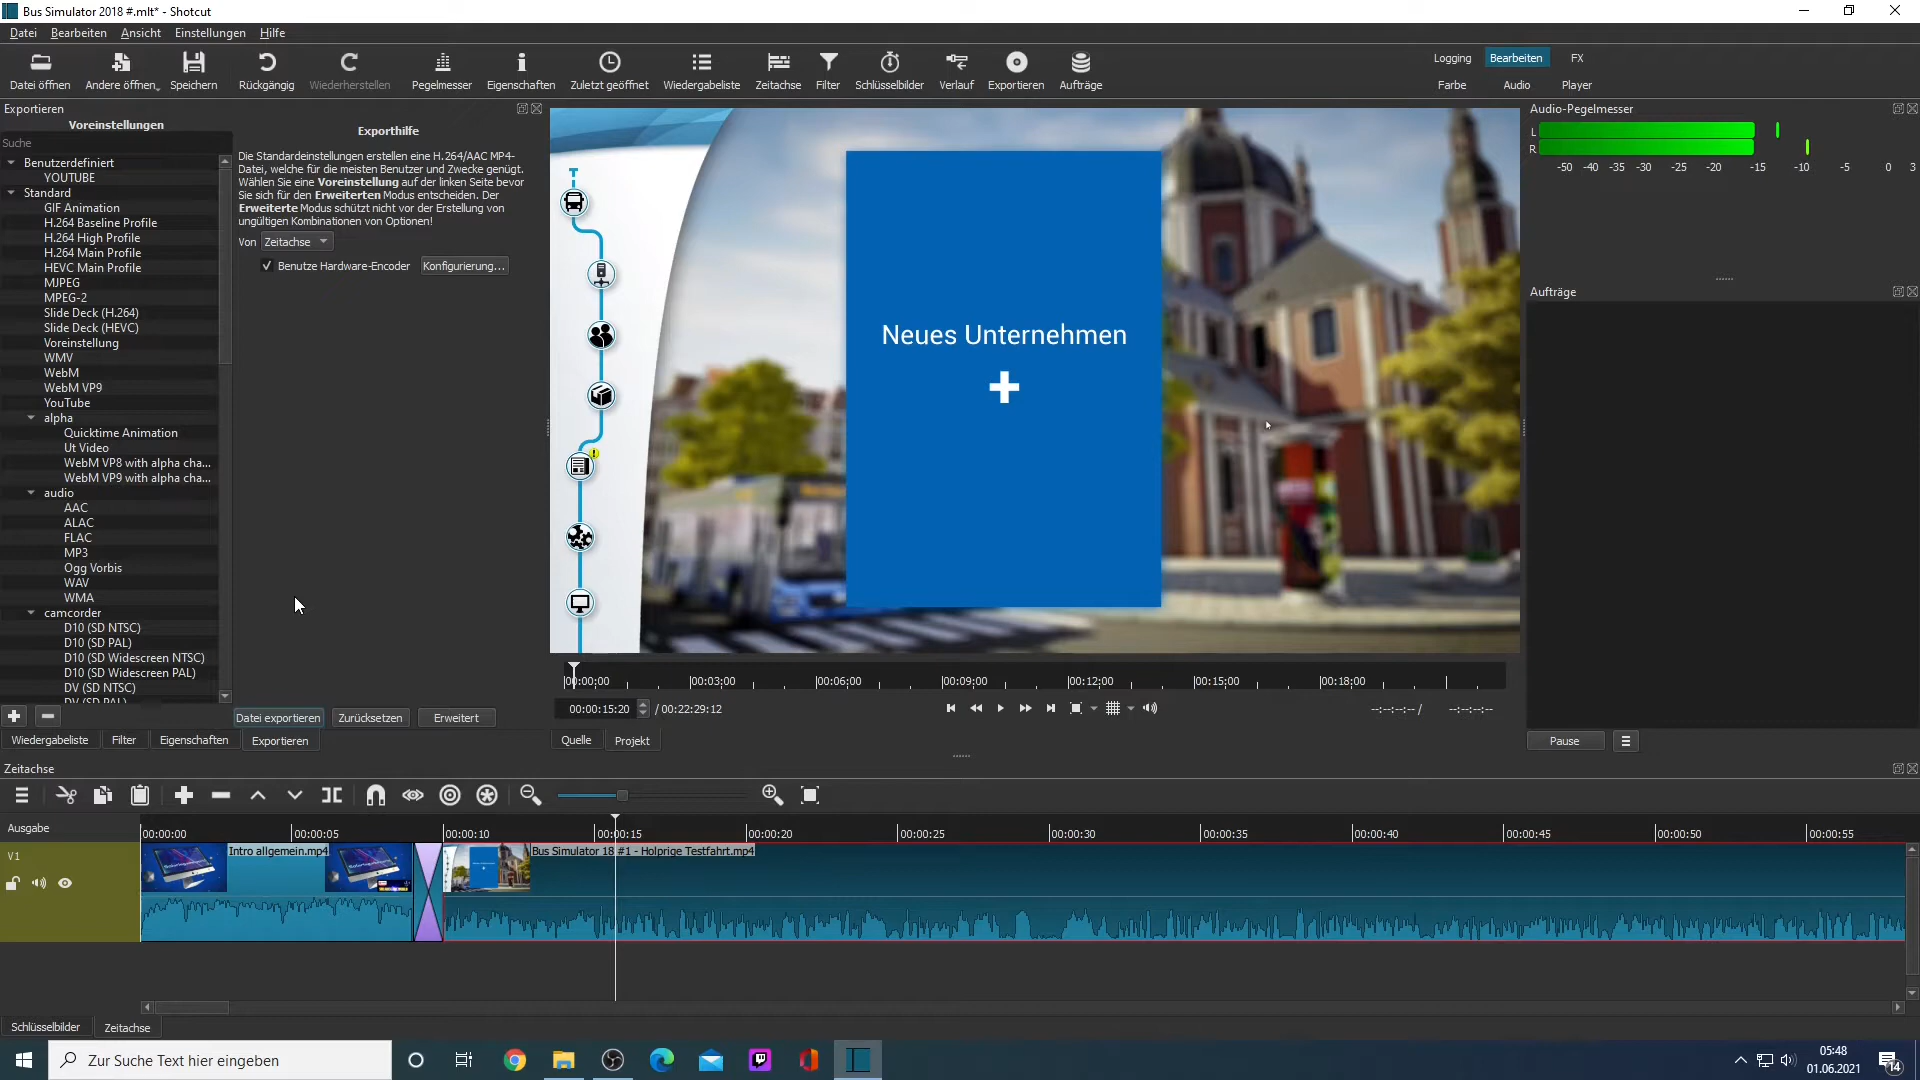 Bus Simulator 2018 #.mlt* - Shotcut
Datei Bearbeiten Ansicht Einstellungen Hilfe
Datei öffnen Andere öffnen Speichern Rückgängig Wiederherstellen Pegelmesser Eigenschaften Zuletzt geöffnet Wiedergabeliste Zeitachse Filter Schlüsselbilder Verlauf Exportieren Aufträge
Logging Bearbeiten FX
Farbe Audio Player
Exportieren
Voreinstellungen
Suche
Benutzerdefiniert
YOUTUBE
Standard
GIF Animation
H.264 Baseline Profile
H.264 High Profile
H.264 Main Profile
HEVC Main Profile
MJPEG
MPEG-2
Slide Deck (H.264)
Slide Deck (HEVC)
Voreinstellung
WMV
WebM
WebM VP9
YouTube
alpha
Quicktime Animation
Ut Video
WebM VP8 with alpha cha...
WebM VP9 with alpha cha...
audio
AAC
ALAC
FLAC
MP3
Ogg Vorbis
WAV
WMA
camcorder
D10 (SD NTSC)
D10 (SD PAL)
D10 (SD Widescreen NTSC)
D10 (SD Widescreen PAL)
DV (SD NTSC)
DV (SD PAL)
Exporthilfe
Die Standardeinstellungen erstellen eine H.264/AAC MP4-
Datei, welche für die meisten Benutzer und Zwecke genügt.
Wählen Sie eine Voreinstellung auf der linken Seite bevor
Sie sich für den Erweiterten Modus entscheiden. Der
Erweiterte Modus schützt nicht vor der Erstellung von
ungültigen Kombinationen von Optionen!
Von Zeitachse
Benutze Hardware-Encoder Konfigurierung...
Datei exportieren Zurücksetzen Erweitert
Wiedergabeliste Filter Eigenschaften Exportieren
Neues Unternehmen
00:00:00 00:03:00 00:06:00 00:09:00 00:12:00 00:15:00 00:18:00
00:00:15:20 / 00:22:29:12 --:--:--:-- / --:--:--:--
Quelle Projekt
Audio-Pegelmesser
L
R
-50 -40 -35 -30 -25 -20 -15 -10 -5 0 3
Aufträge
Pause
Zeitachse
Ausgabe
00:00:00 00:00:05 00:00:10 00:00:15 00:00:20 00:00:25 00:00:30 00:00:35 00:00:40 00:00:45 00:00:50 00:00:55
V1
Intro allgemein.mp4
Bus Simulator 18 #1 - Holprige Testfahrt.mp4
Schlüsselbilder Zeitachse
Zur Suche Text hier eingeben
05:48
01.06.2021
14